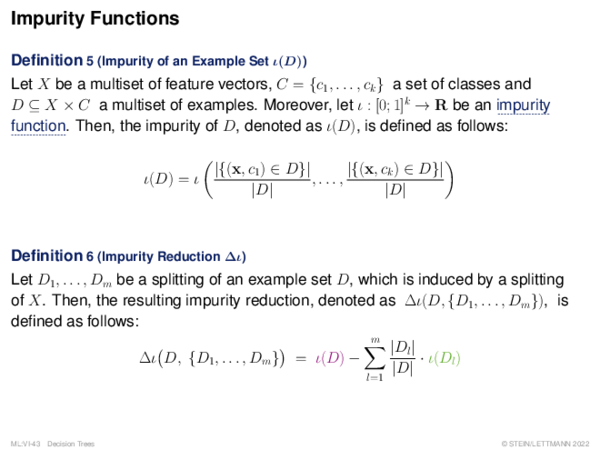 Impurity Functions
Definition 5 (Impurity of an Example Set ι(D))
Let X be a multiset of feature vectors, C = {c₁, . . . , cₖ} a set of classes and
D ⊆ X × C a multiset of examples. Moreover, let ι : [0; 1]ᵏ → R be an impurity
function. Then, the impurity of D, denoted as ι(D), is defined as follows:
ι(D) = ι ( |{(x, c₁) ∈ D}| / |D| , . . . , |{(x, cₖ) ∈ D}| / |D| )
Definition 6 (Impurity Reduction Δι)
Let D₁, . . . , Dₘ be a splitting of an example set D, which is induced by a splitting
of X. Then, the resulting impurity reduction, denoted as Δι(D, {D₁, . . . , Dₘ}), is
defined as follows:
Δι(D, {D₁, . . . , Dₘ}) = ι(D) − ∑_{l=1}^{m} |Dₗ| / |D| · ι(Dₗ)
ML:VI-43 Decision Trees © STEIN/LETTMANN 2022